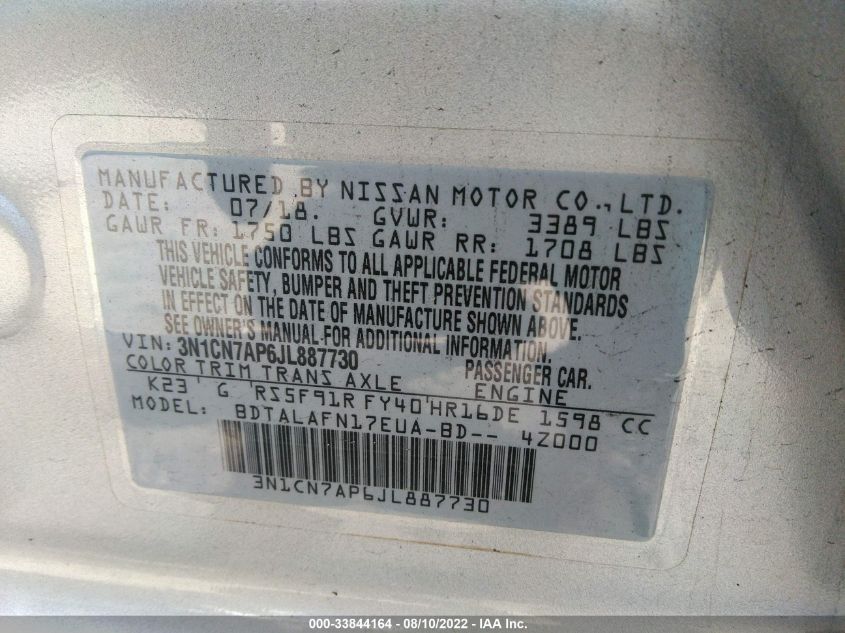 MANUFACTURED BY NISSAN MOTOR CO., LTD.
DATE: 07/18. GVWR: 3389 LBS
GAWR FR: 1750 LBS GAWR RR: 1708 LBS
THIS VEHICLE CONFORMS TO ALL APPLICABLE FEDERAL MOTOR
VEHICLE SAFETY, BUMPER AND THEFT PREVENTION STANDARDS
IN EFFECT ON THE DATE OF MANUFACTURE SHOWN ABOVE.
SEE OWNER'S MANUAL FOR ADDITIONAL INFORMATION.
VIN: 3N1CN7AP6JL887730 PASSENGER CAR.
COLOR TRIM TRANS AXLE ENGINE
K23 G RS5F91R FY40 HR16DE 1598 CC
MODEL: BDTALAFN17EUA-BD-- 4Z000
3N1CN7AP6JL887730
000-33844164 - 08/10/2022 - IAA Inc.